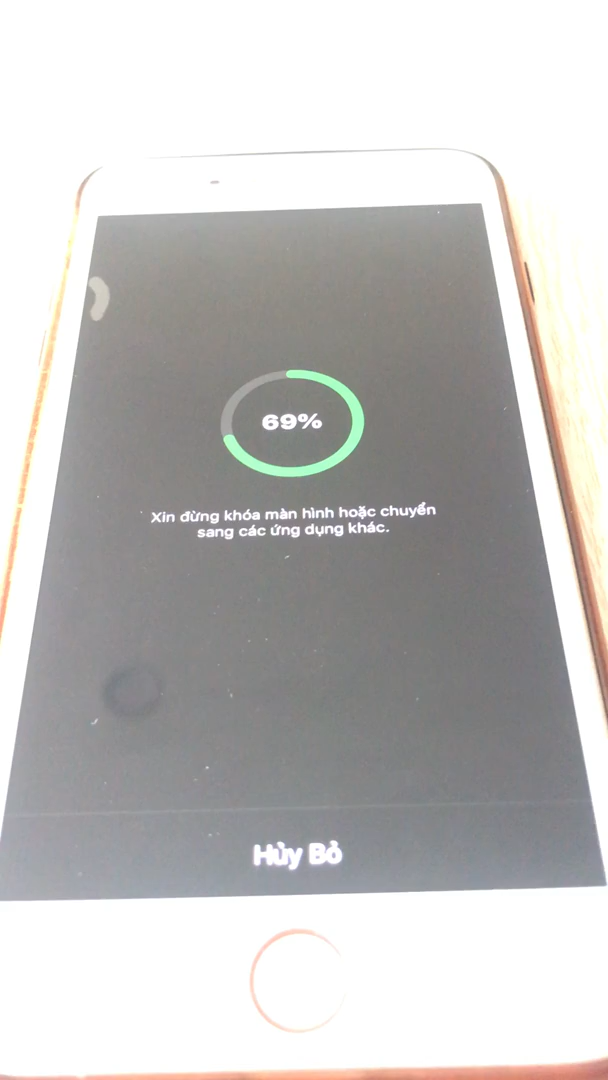 69%
Xin đừng khóa màn hình hoặc chuyển
sang các ứng dụng khác.
Hủy Bỏ